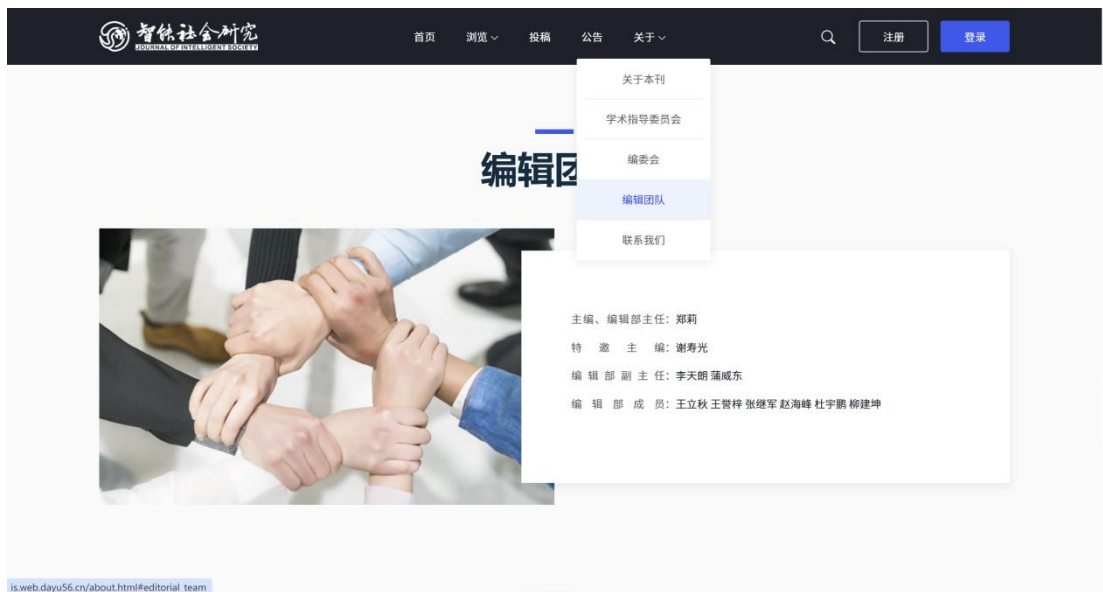 智能社会研究
JOURNAL OF INTELLIGENT SOCIETY
首页 浏览 投稿 公告 关于
注册 登录
关于本刊
学术指导委员会
编委会
编辑团队
联系我们
编辑团
主编、编辑部主任：郑莉
特邀主编：谢寿光
编辑部副主任：李天朗 蒲威东
编辑部成员：王立秋 王誉梓 张继军 赵海峰 杜宇鹏 柳建坤
is.web.dayu56.cn/about.html#editorial_team